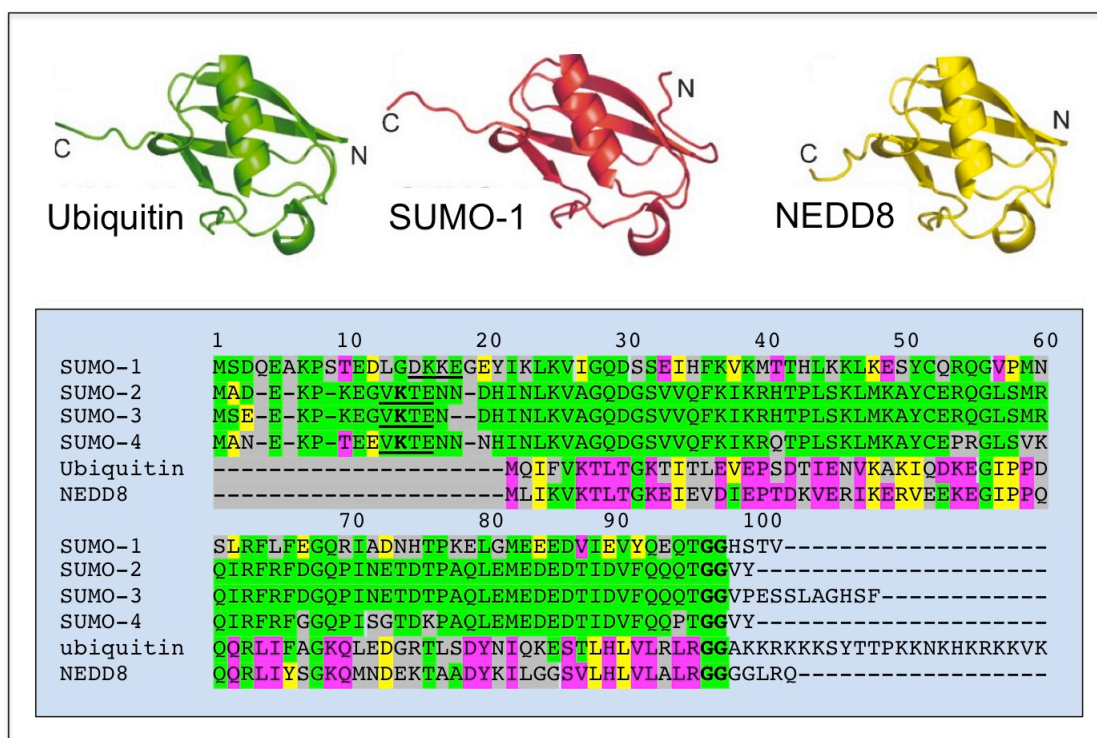 C
N
Ubiquitin
C
N
SUMO-1
C
N
NEDD8
1 10 20 30 40 50 60
SUMO-1 MSDQEAKPSTEDLGDKKEGEYIKLKVIGQDSSEIHFKVKMTTHLKKLKESYCQRQGVPMN
SUMO-2 MAD-E-KP-KEGVKTENN-DHINLKVAGQDGSVVQFKIKRHTPLSKLMKAYCERQGLSMR
SUMO-3 MSE-E-KP-KEGVKTEN--DHINLKVAGQDGSVVQFKIKRHTPLSKLMKAYCERQGLSMR
SUMO-4 MAN-E-KP-TEEVKTENN-NHINLKVAGQDGSVVQFKIKRQTPLSKLMKAYCEPRGLSVK
Ubiquitin ---------------------MQIFVKTLTGKTITLEVEPSDTIENVKAKIQDKEGIPPD
NEDD8 ---------------------MLIKVKTLTGKEIEVDIEPTDKVERIKERVEEKEGIPPQ
70 80 90 100
SUMO-1 SLRFLFEGQRIADNHTPKELGMEEEDVIEVYQEQTGGHSTV-------------------
SUMO-2 QIRFRFDGQPINETDTPAQLEMEDEDTIDVFQQQTGGVY---------------------
SUMO-3 QIRFRFDGQPINETDTPAQLEMEDEDTIDVFQQQTGGVPESSLAGHSF------------
SUMO-4 QIRFRFGGQPISGTDKPAQLEMEDEDTIDVFQQPTGGVY---------------------
ubiquitin QQRLIFAGKQLEDGRTLSDYNIQKESTLHLVLRLRGGAKKRKKKSYTTPKKNKHKRKKVK
NEDD8 QQRLIYSGKQMNDEKTAADYKILGGSVLHLVLALRGGGGLRQ------------------